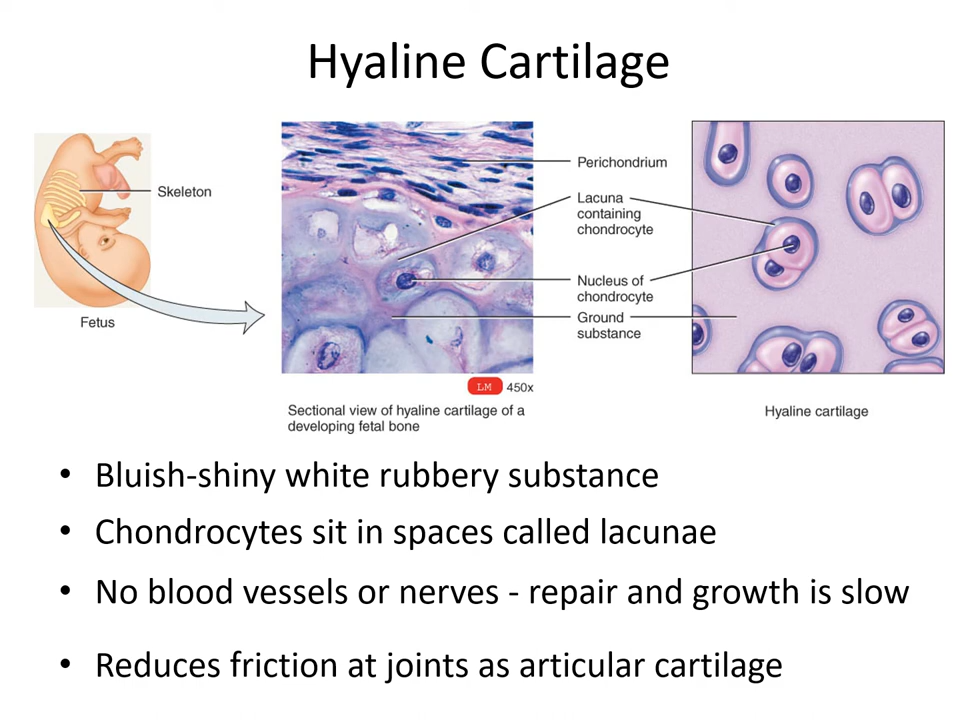 Hyaline Cartilage
Skeleton
Fetus
Perichondrium
Lacuna
containing
chondrocyte
Nucleus of
chondrocyte
Ground
substance
LM 450x
Sectional view of hyaline cartilage of a
developing fetal bone
Hyaline cartilage
• Bluish-shiny white rubbery substance
• Chondrocytes sit in spaces called lacunae
• No blood vessels or nerves - repair and growth is slow
• Reduces friction at joints as articular cartilage